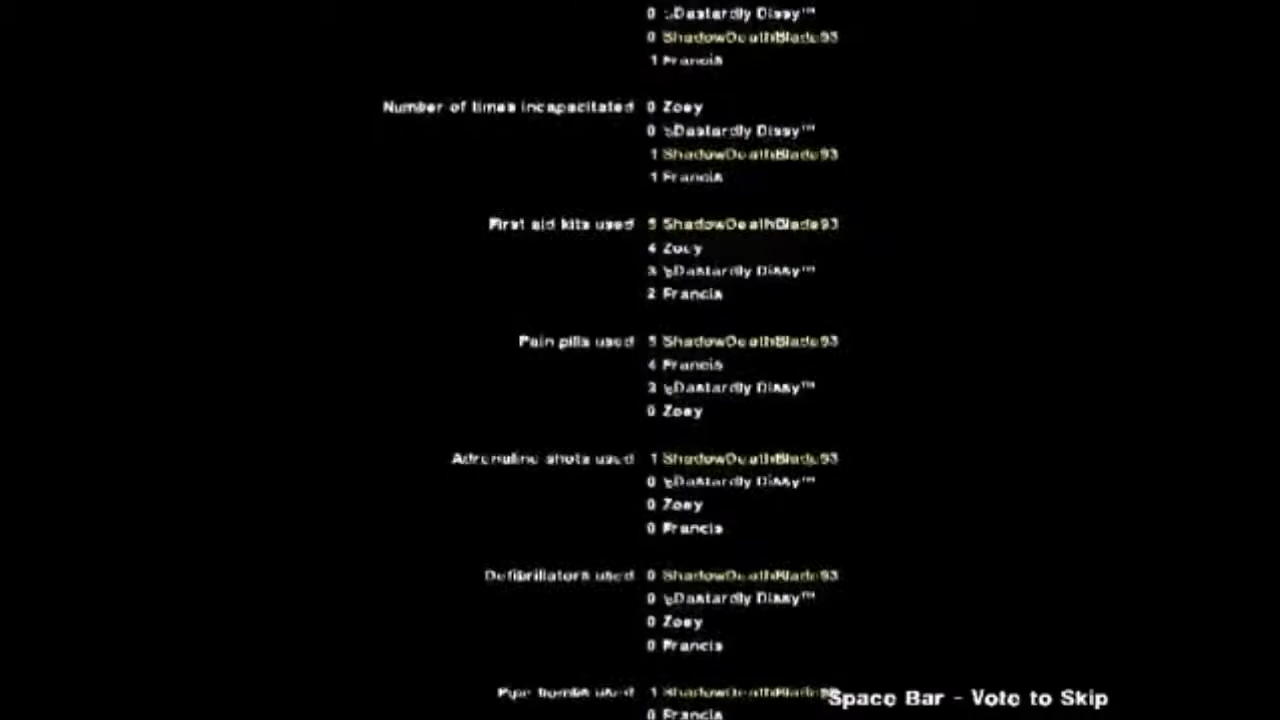 0 Dastardly Dissy™
0 ShadowDeathBlade93
1 Francis
Number of times incapacitated 0 Zoey
0 Dastardly Dissy™
1 ShadowDeathBlade93
1 Francis
First aid kits used 5 ShadowDeathBlade93
4 Zoey
3 Dastardly Dissy™
2 Francis
Pain pills used 5 ShadowDeathBlade93
4 Francis
Dastardly Dissy™
0 Zoey
Adrenaline shots used 1 ShadowDeathBlade93
0 Dastardly Dissy™
0 Zoey
0 Francis
Defibrillators used 0 ShadowDeathBlade93
0 Dastardly Dissy™
0 Zoey
0 Francis
Pipe bombs used 1 ShadowDeathBlade93
0 Francis
Space Bar - Vote to Skip